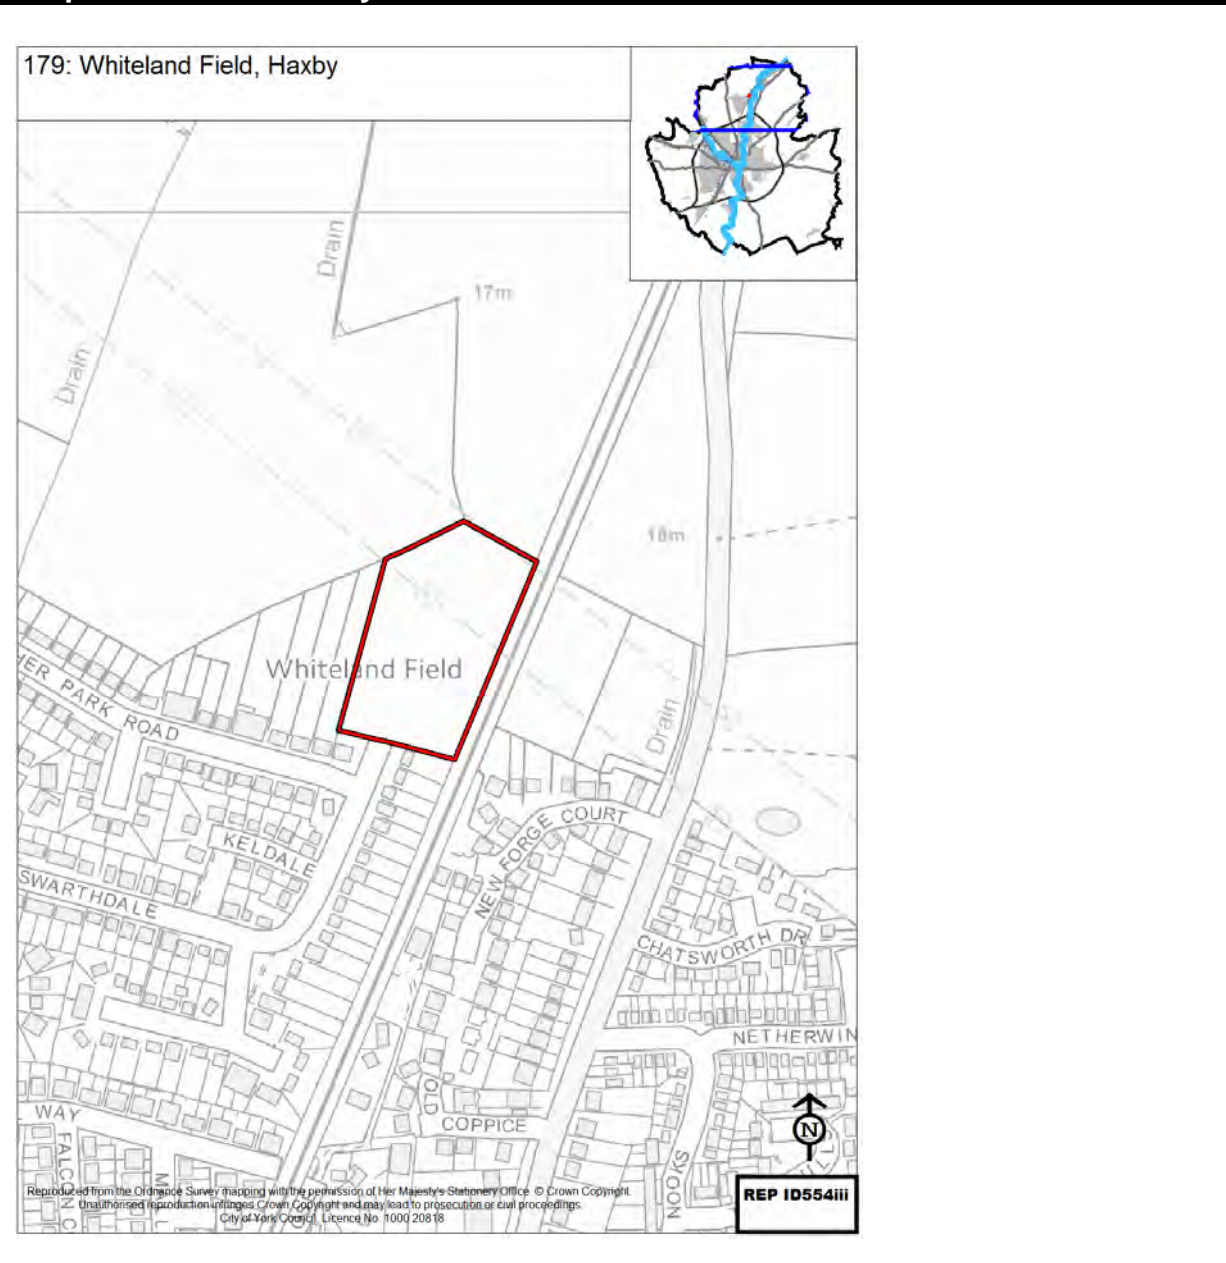 179: Whiteland Field, Haxby
Drain
17m
Drain
18m
Whiteland Field
PARK ROAD
Drain
NEW FORGE COURT
KELDALE
SWARTHDALE
CHATSWORTH DR
NETHERWIN
OLD
COPPICE
WAY
FALCON C
NOOKS
N
REP ID554iii
Reproduced from the Ordnance Survey mapping with the permission of Her Majesty's Stationery Office. © Crown Copyright.
Unauthorised reproduction infringes Crown Copyright and may lead to prosecution or civil proceedings.
City of York Council. Licence No. 1000 20818